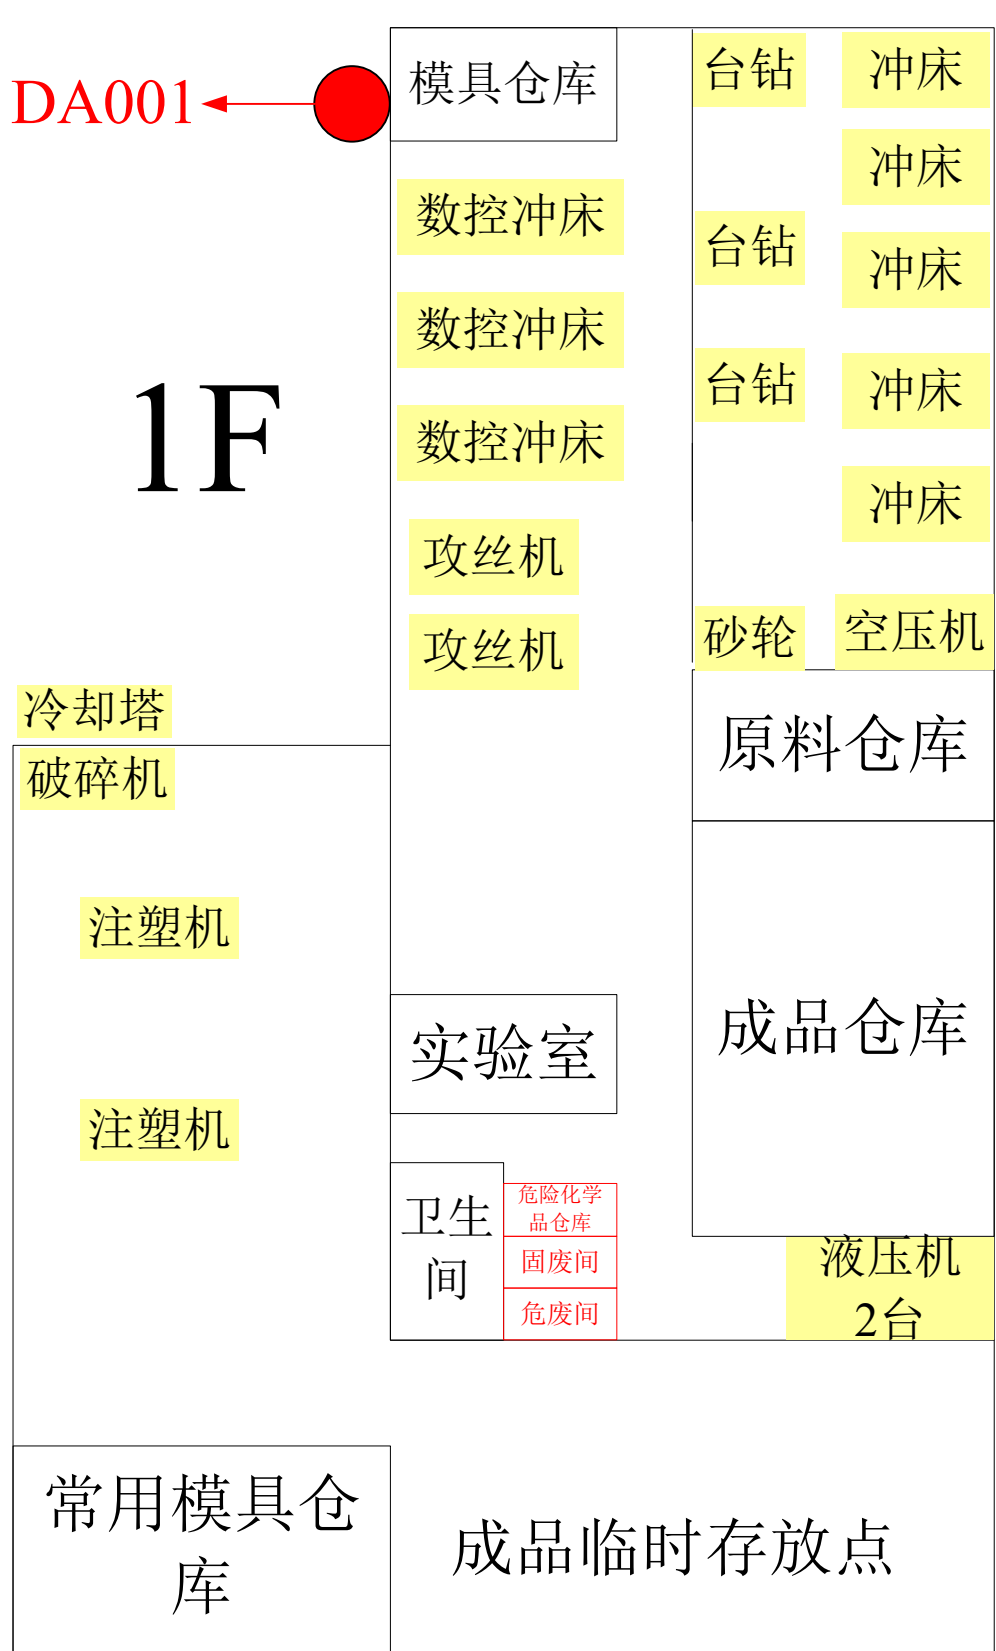 模具仓库
台钻
冲床
DA001
冲床
数控冲床
台钻
冲床
数控冲床
台钻
冲床
1F
数控冲床
冲床
攻丝机
攻丝机
砂轮
空压机
冷却塔
原料仓库
破碎机
注塑机
成品仓库
实验室
注塑机
卫生
间
危险化学
品仓库
固废间
危废间
液压机
2台
常用模具仓
库
成品临时存放点